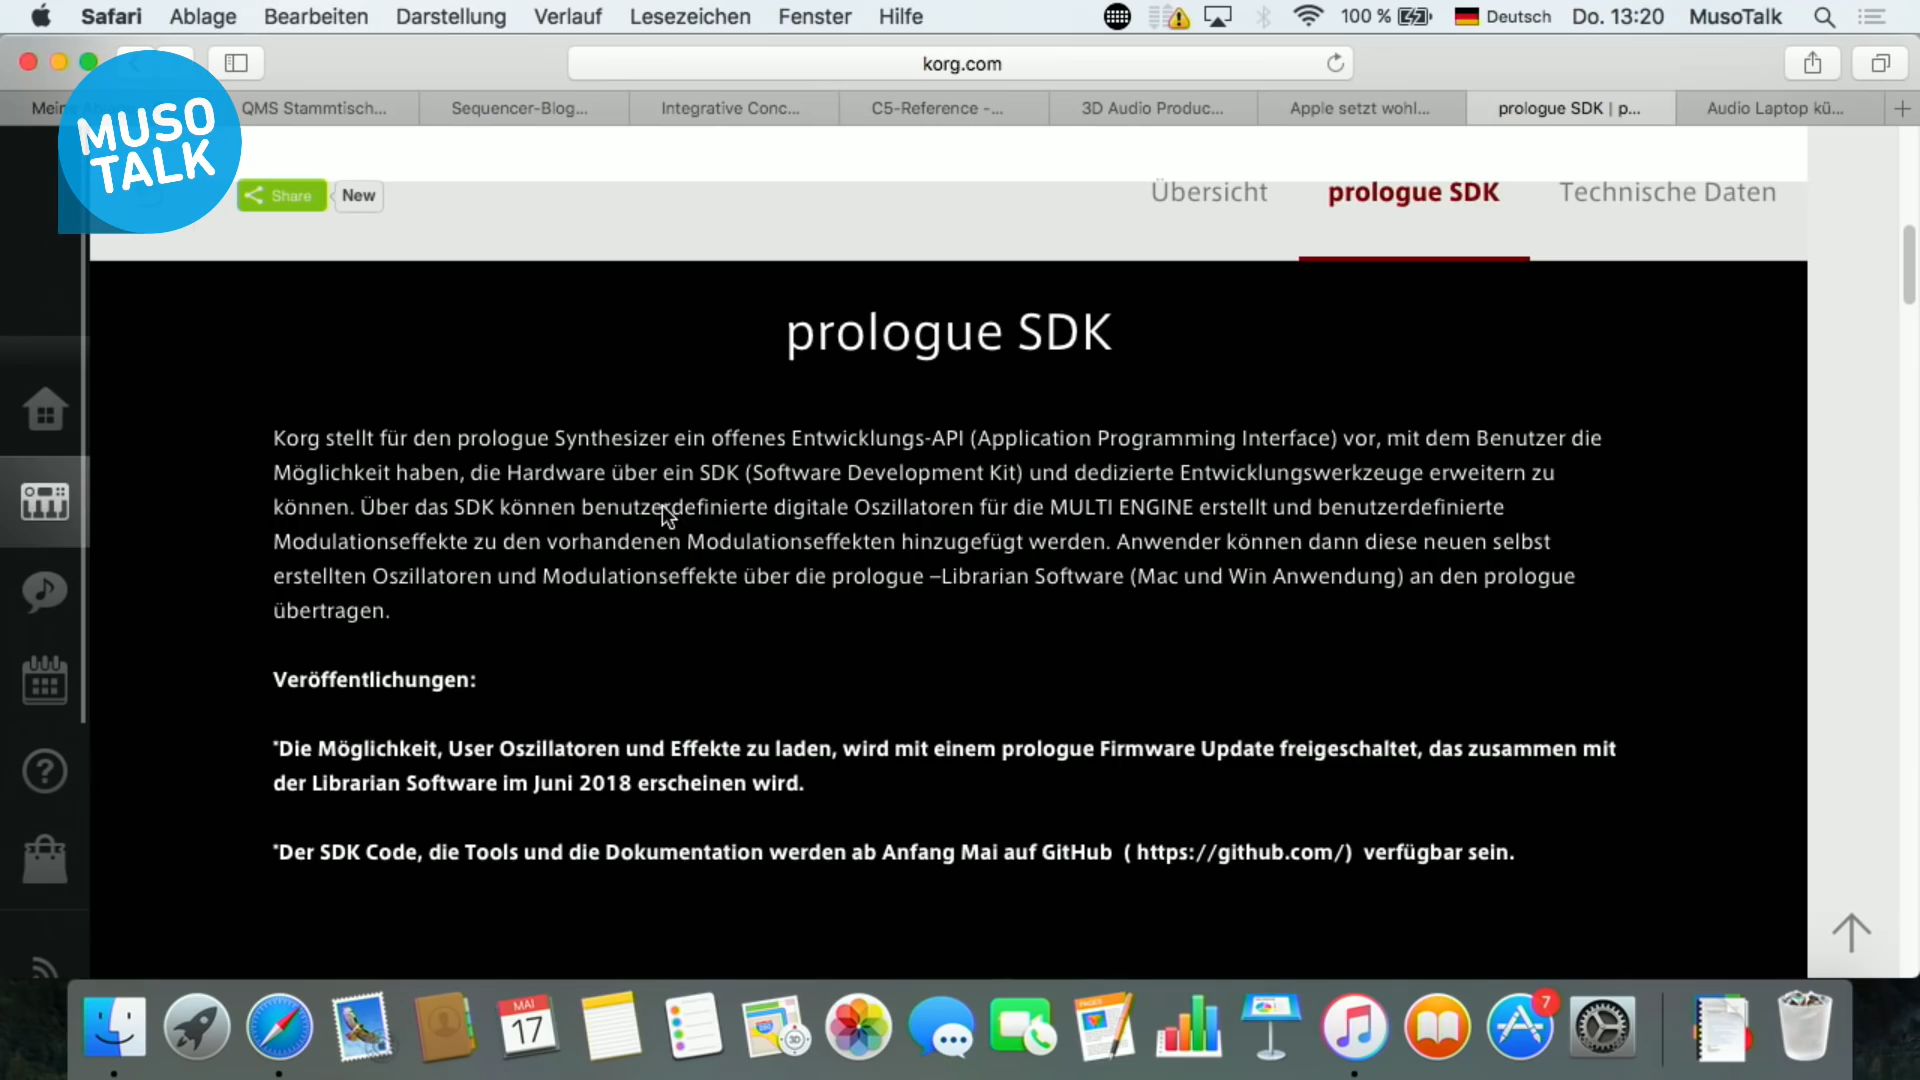 Safari Ablage Bearbeiten Darstellung Verlauf Lesezeichen Fenster Hilfe 100 % Deutsch Do. 13:20 MusoTalk
korg.com
QMS Stammtisch... Sequencer-Blog... Integrative Conc... C5-Reference -... 3D Audio Produc... Apple setzt wohl... prologue SDK | p... Audio Laptop kü...
MUSO
TALK
Share New Übersicht prologue SDK Technische Daten
prologue SDK
Korg stellt für den prologue Synthesizer ein offenes Entwicklungs-API (Application Programming Interface) vor, mit dem Benutzer die
Möglichkeit haben, die Hardware über ein SDK (Software Development Kit) und dedizierte Entwicklungswerkzeuge erweitern zu
können. Über das SDK können benutzerdefinierte digitale Oszillatoren für die MULTI ENGINE erstellt und benutzerdefinierte
Modulationseffekte zu den vorhandenen Modulationseffekten hinzugefügt werden. Anwender können dann diese neuen selbst
erstellten Oszillatoren und Modulationseffekte über die prologue –Librarian Software (Mac und Win Anwendung) an den prologue
übertragen.
Veröffentlichungen:
*Die Möglichkeit, User Oszillatoren und Effekte zu laden, wird mit einem prologue Firmware Update freigeschaltet, das zusammen mit
der Librarian Software im Juni 2018 erscheinen wird.
*Der SDK Code, die Tools und die Dokumentation werden ab Anfang Mai auf GitHub ( https://github.com/) verfügbar sein.
MAI
17
3D
PAGES
7